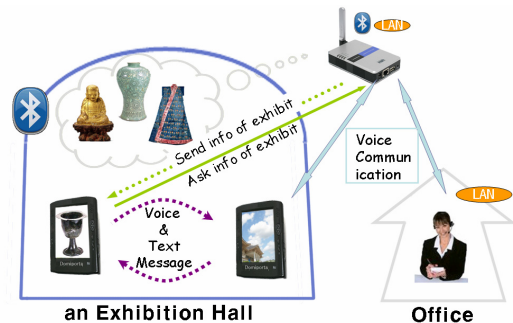 LAN
Send info of exhibit
Ask info of exhibit
Voice
Commun
ication
LAN
Voice
&
Text
Message
an Exhibition Hall
Office